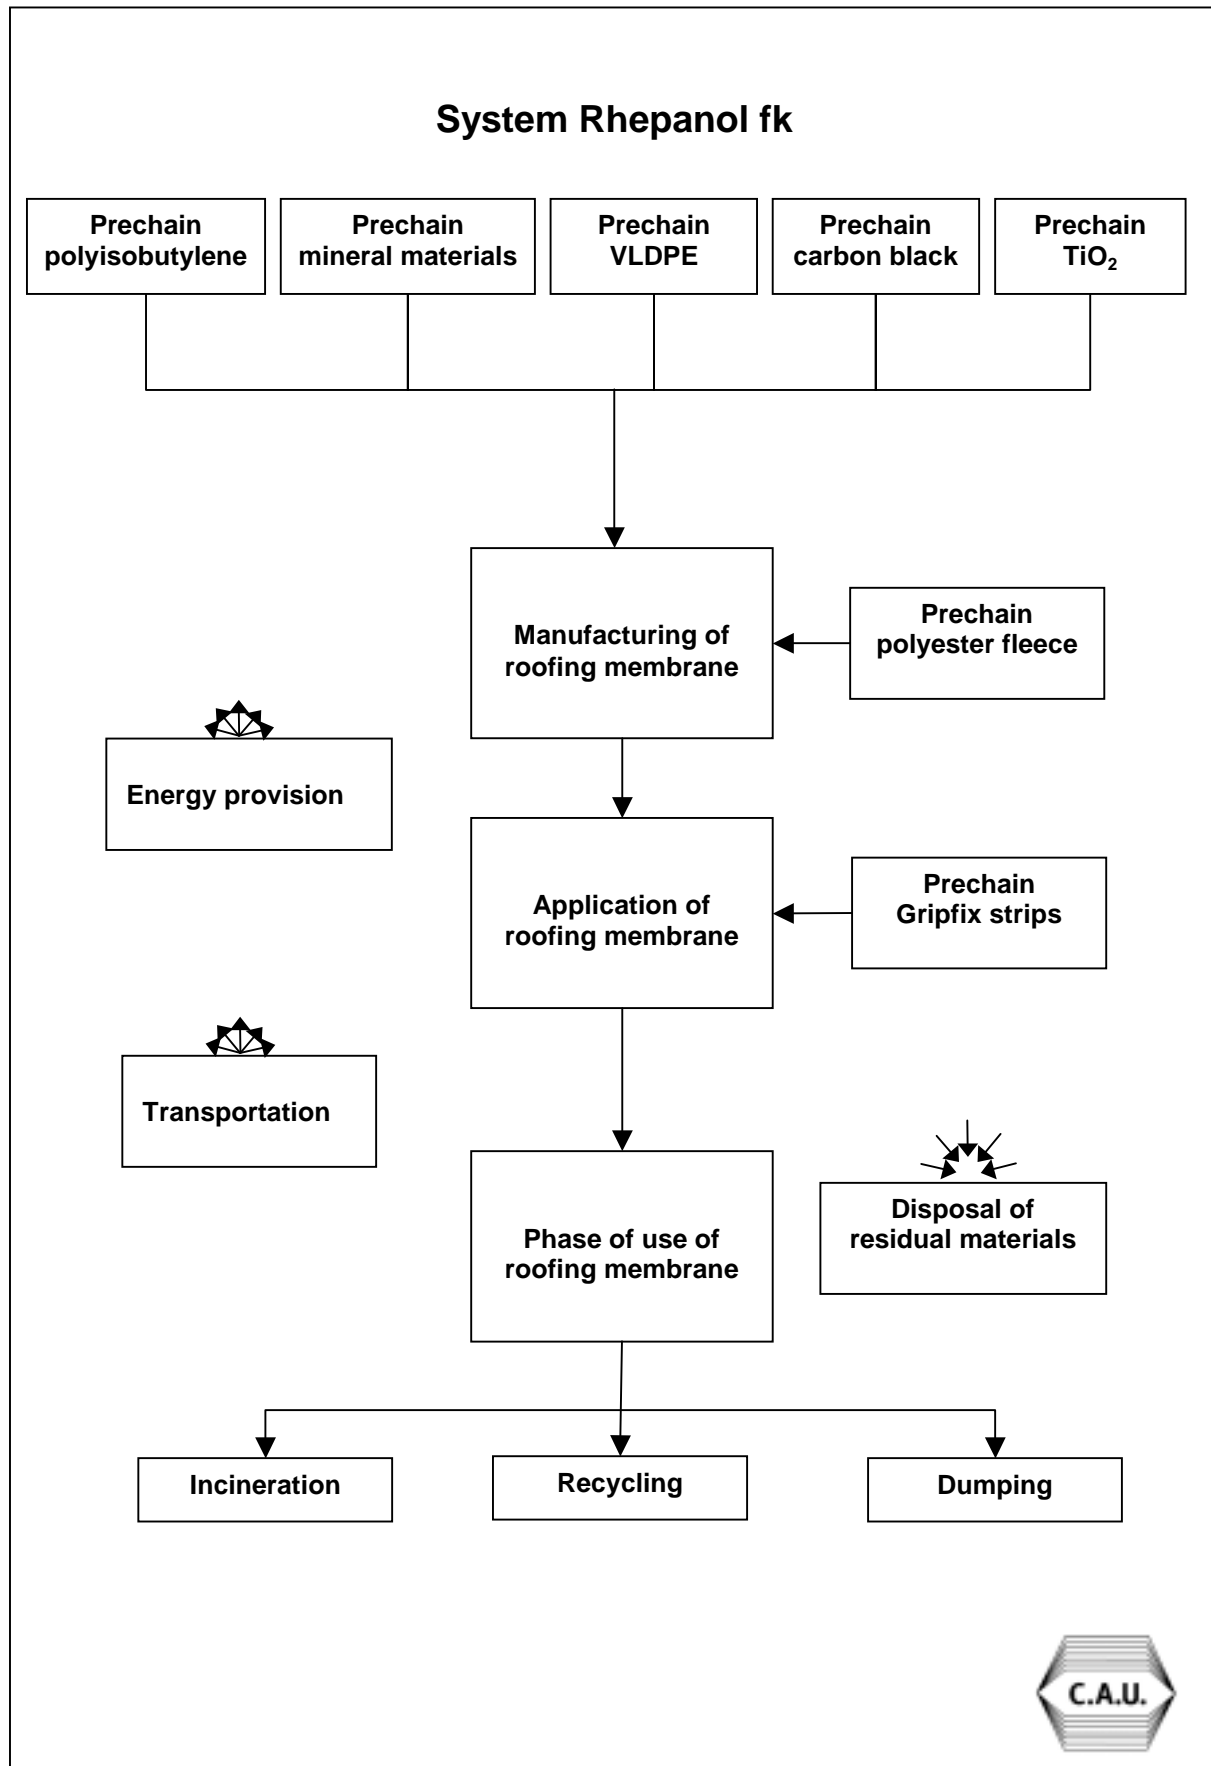 System Rhepanol fk
Prechain
polyisobutylene
Prechain
mineral materials
Prechain
VLDPE
Prechain
carbon black
Prechain
TiO₂
Manufacturing of
roofing membrane
Prechain
polyester fleece
Energy provision
Application of
roofing membrane
Prechain
Gripfix strips
Transportation
Phase of use of
roofing membrane
Disposal of
residual materials
Incineration
Recycling
Dumping
C.A.U.